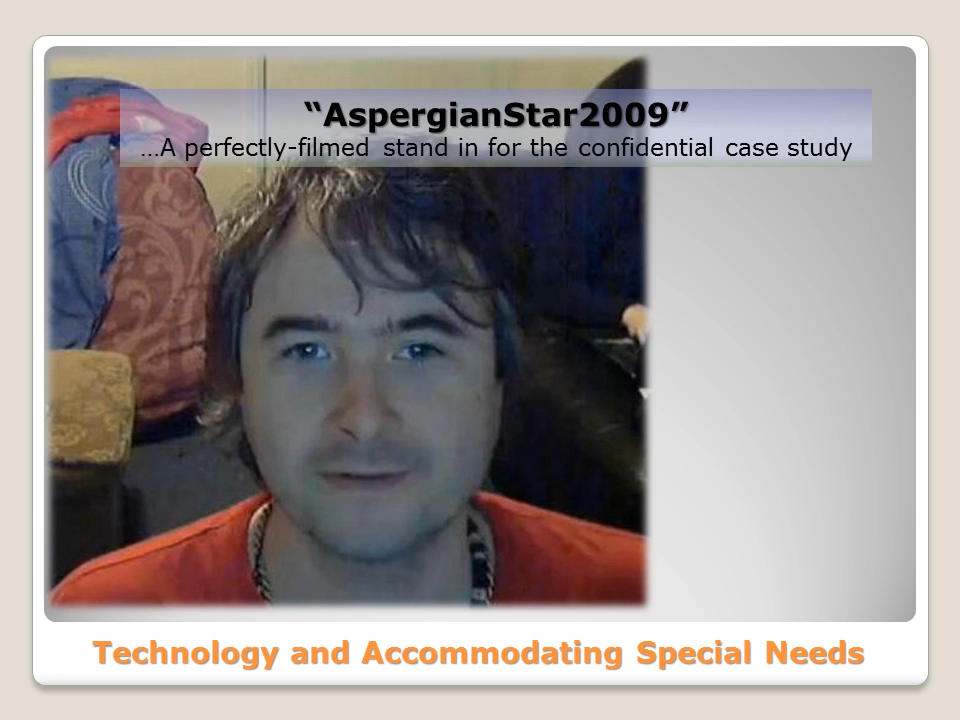 “AspergianStar2009”
…A perfectly-filmed stand in for the confidential case study
Technology and Accommodating Special Needs